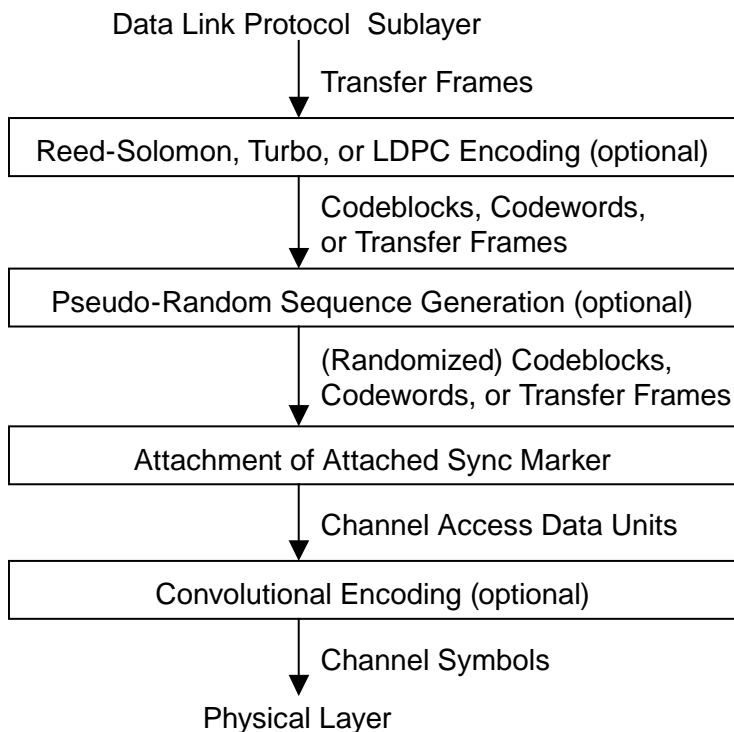 Data Link Protocol Sublayer
Transfer Frames
Reed-Solomon, Turbo, or LDPC Encoding (optional)
Codeblocks, Codewords,
or Transfer Frames
Pseudo-Random Sequence Generation (optional)
(Randomized) Codeblocks,
Codewords, or Transfer Frames
Attachment of Attached Sync Marker
Channel Access Data Units
Convolutional Encoding (optional)
Channel Symbols
Physical Layer